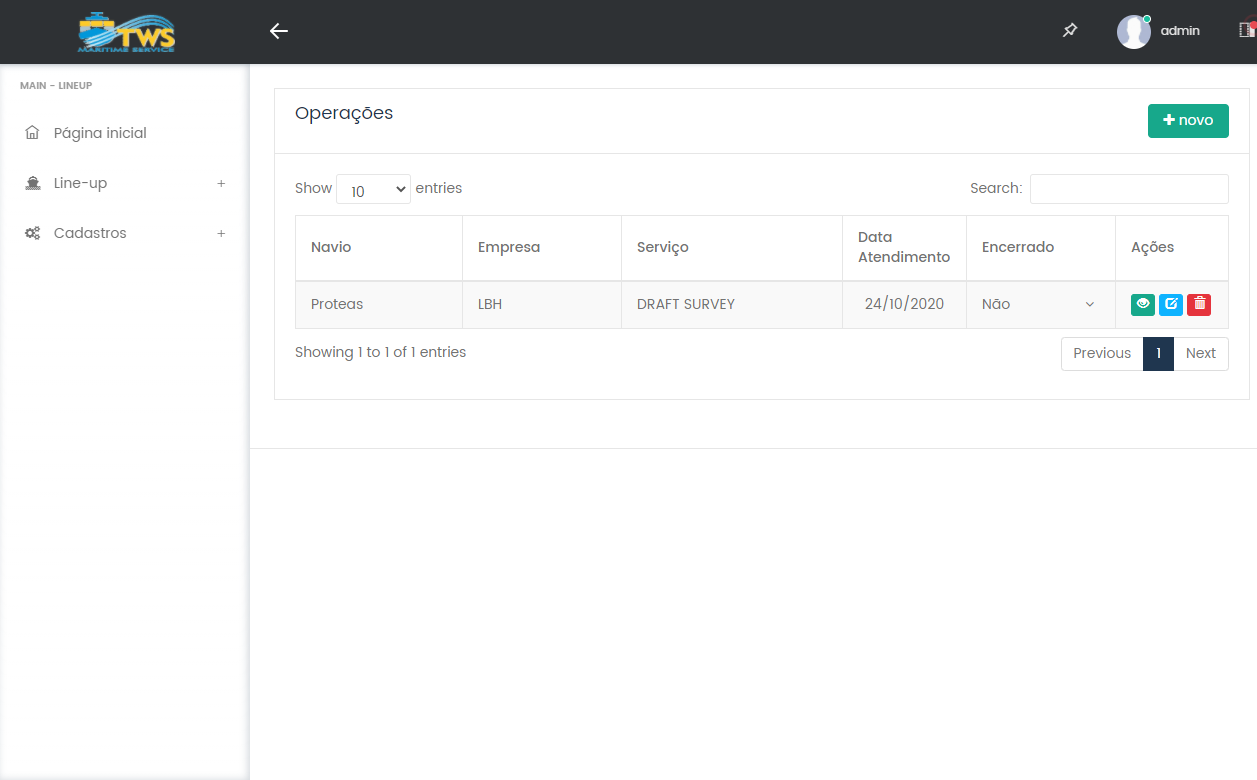 TWS
MARITIME SERVICE
admin
MAIN - LINEUP
Página inicial
Line-up +
Cadastros +
Operações
novo
Show 10 entries
Search:
Navio Empresa Serviço Data Atendimento Encerrado Ações
Proteas LBH DRAFT SURVEY 24/10/2020 Não
Showing 1 to 1 of 1 entries
Previous 1 Next